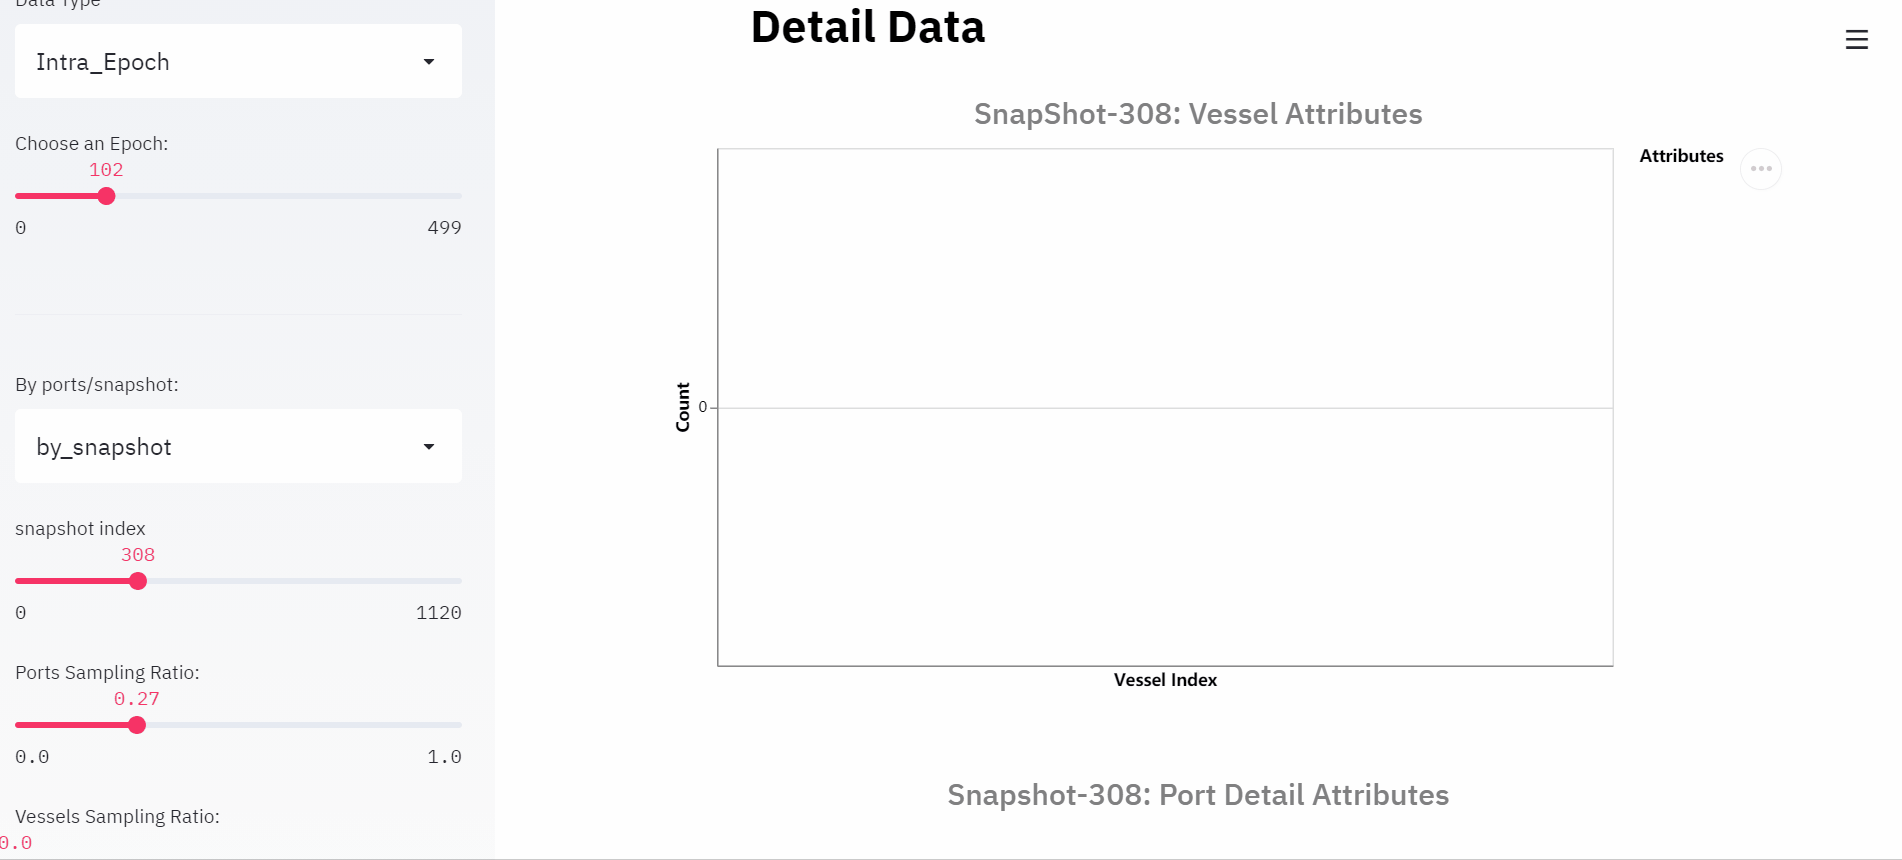 Data Type
Intra_Epoch
Choose an Epoch:
102
0 499
By ports/snapshot:
by_snapshot
snapshot index
308
0 1120
Ports Sampling Ratio:
0.27
0.0 1.0
Vessels Sampling Ratio:
0.0
Detail Data
SnapShot-308: Vessel Attributes
Attributes
Count
0
Vessel Index
Snapshot-308: Port Detail Attributes